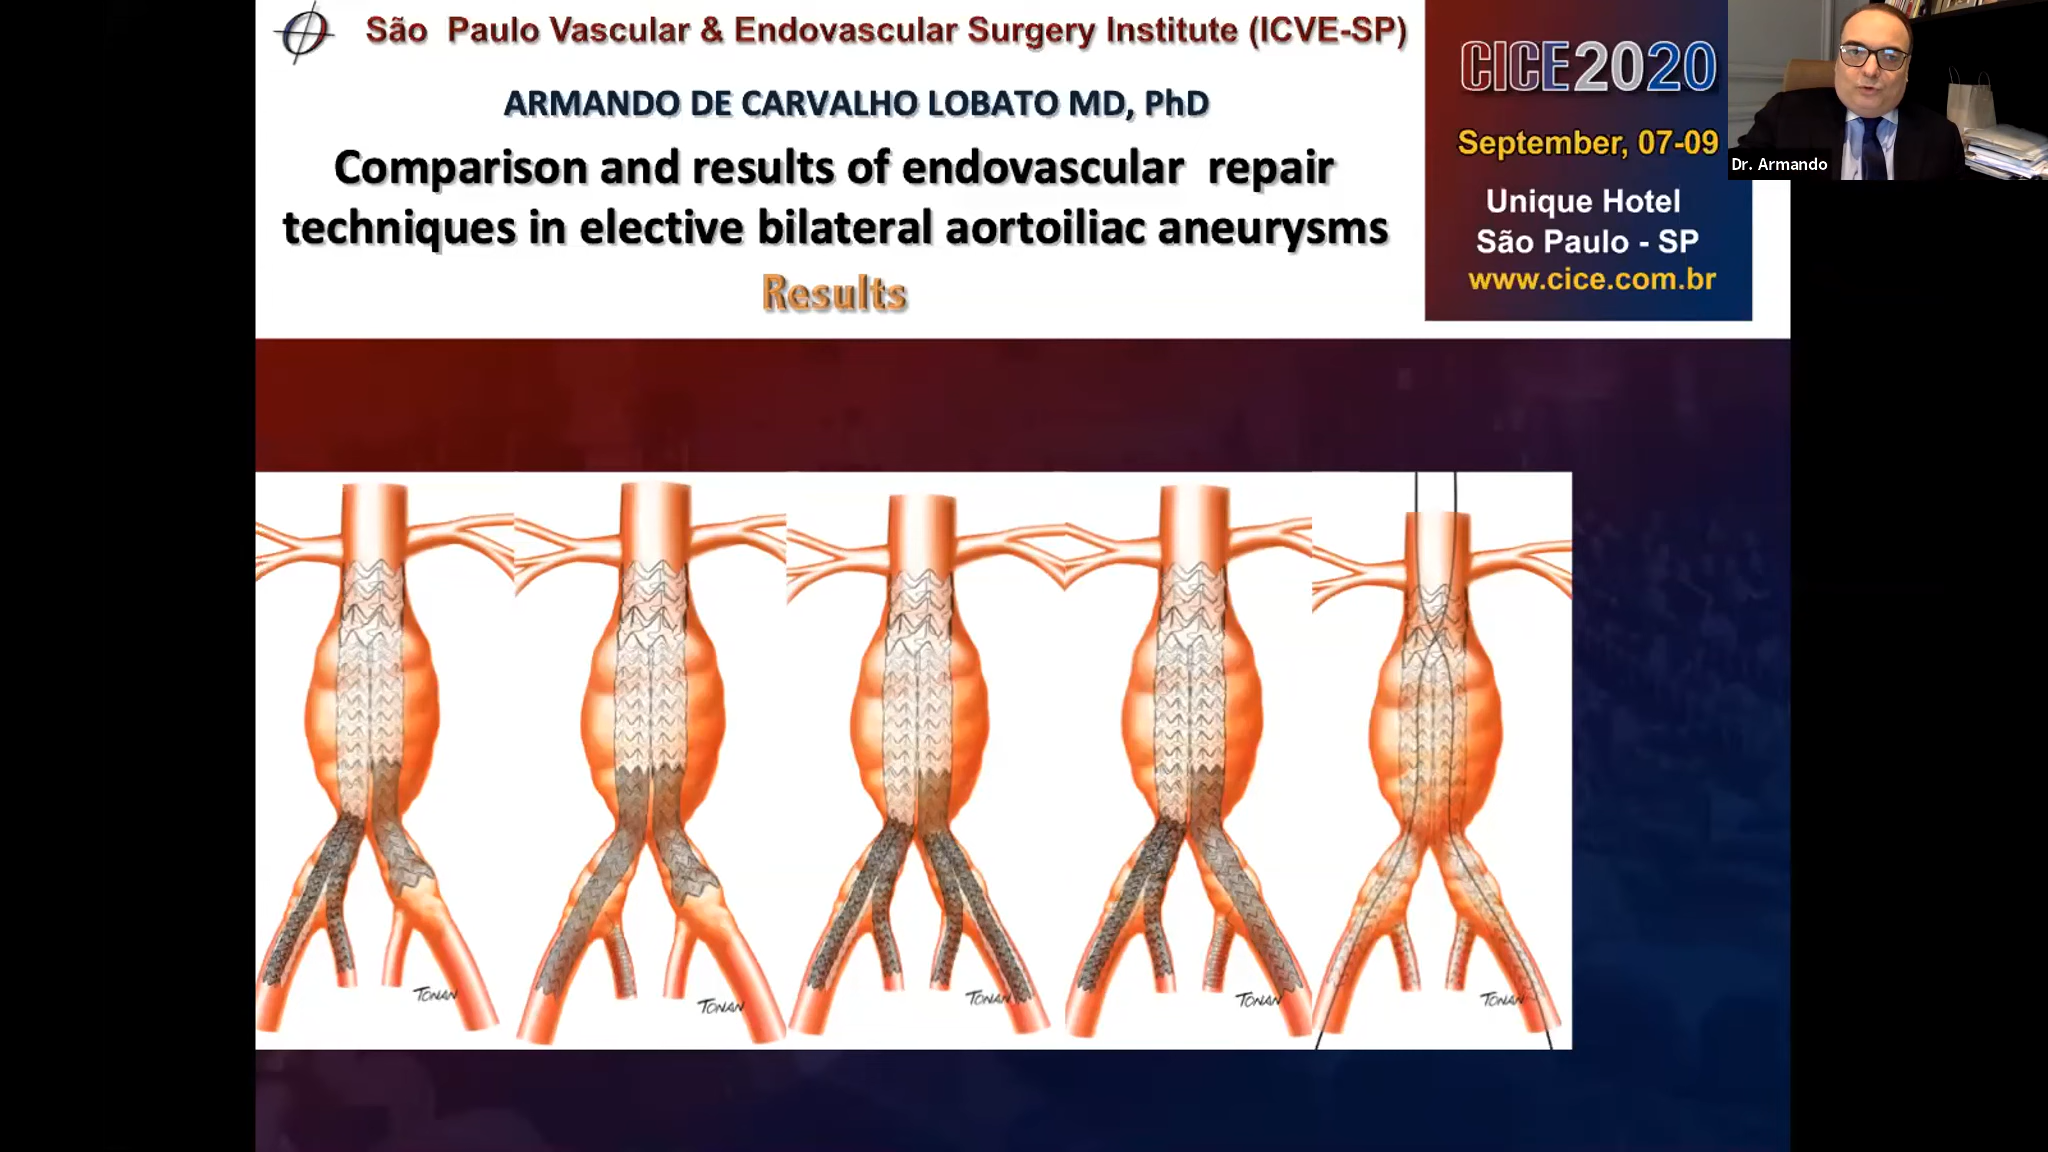 São Paulo Vascular & Endovascular Surgery Institute (ICVE-SP)
ARMANDO DE CARVALHO LOBATO MD, PhD
Comparison and results of endovascular repair
techniques in elective bilateral aortoiliac aneurysms
Results
CICE2020
September, 07-09
Unique Hotel
São Paulo - SP
www.cice.com.br
Dr. Armando
TONAN
TONAN
TONAN
TONAN
TONAN